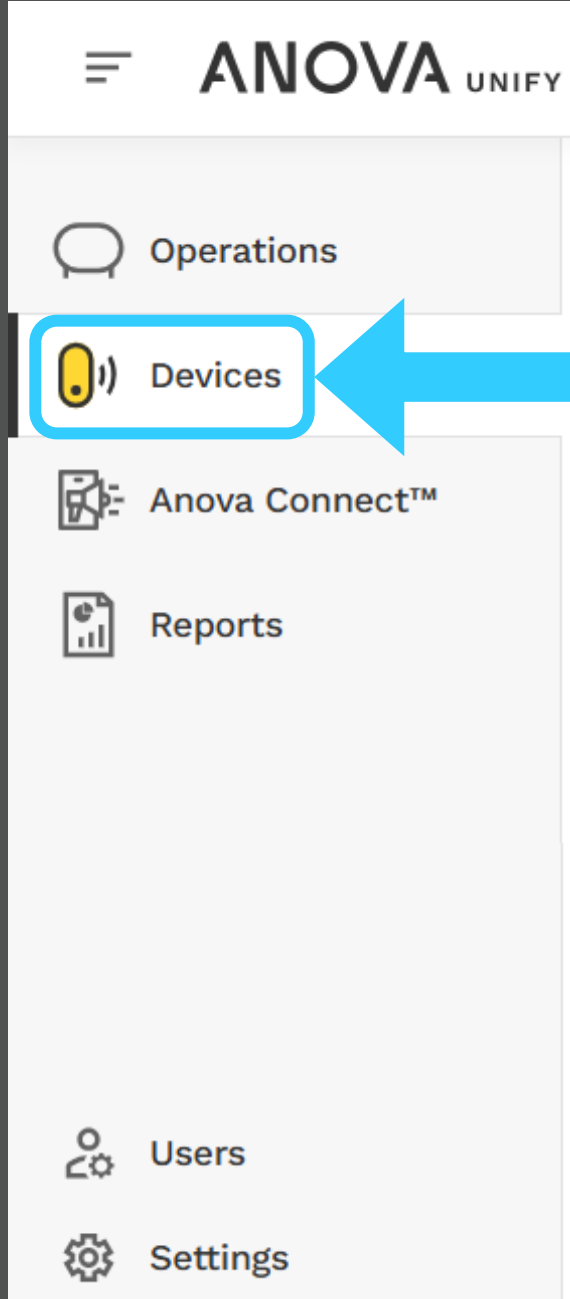 ANOVA UNIFY
Operations
Devices
Anova Connect™
Reports
Users
Settings